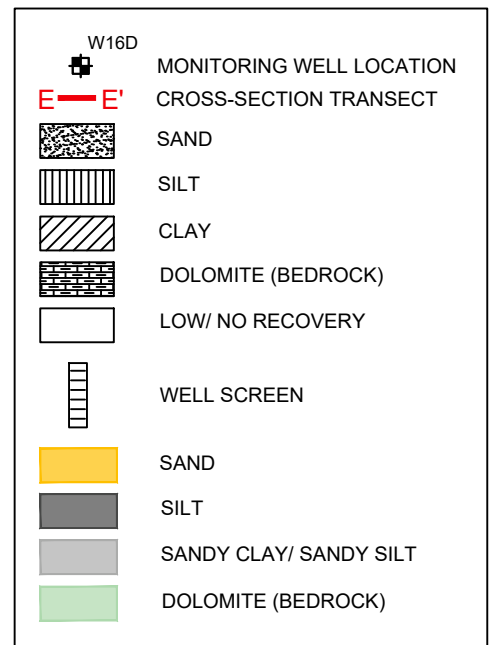 W16D
MONITORING WELL LOCATION
E E' CROSS-SECTION TRANSECT
SAND
SILT
CLAY
DOLOMITE (BEDROCK)
LOW/ NO RECOVERY
WELL SCREEN
SAND
SILT
SANDY CLAY/ SANDY SILT
DOLOMITE (BEDROCK)